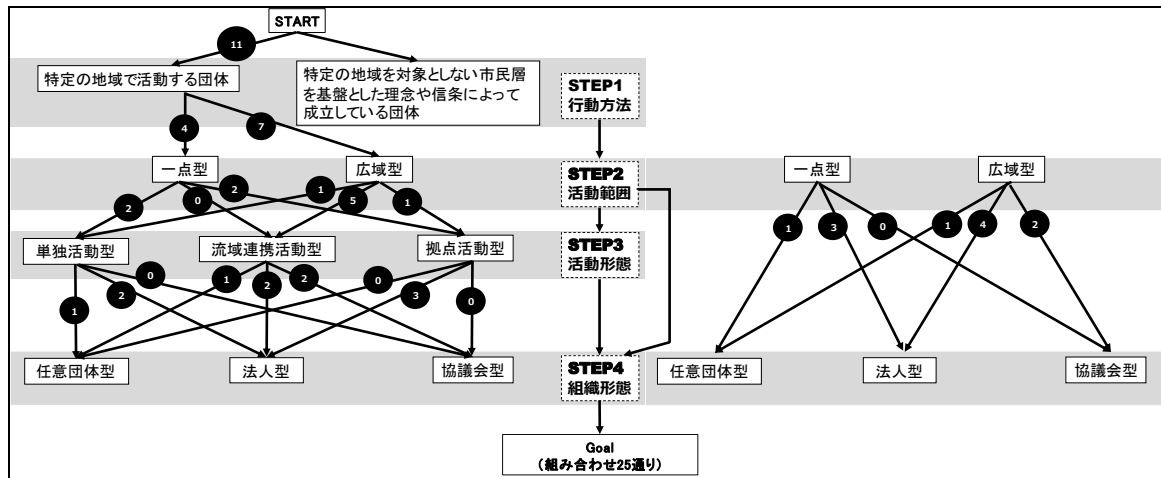 START
11
特定の地域で活動する団体
特定の地域を対象としない市民層
を基盤とした理念や信条によって
成立している団体
STEP1
行動方法
4
7
一点型
広域型
STEP2
活動範囲
一点型
広域型
2
0
2
1
5
1
1
3
0
1
4
2
単独活動型
流域連携活動型
拠点活動型
STEP3
活動形態
1
2
0
1
2
2
0
3
0
任意団体型
法人型
協議会型
STEP4
組織形態
任意団体型
法人型
協議会型
Goal
(組み合わせ25通り)